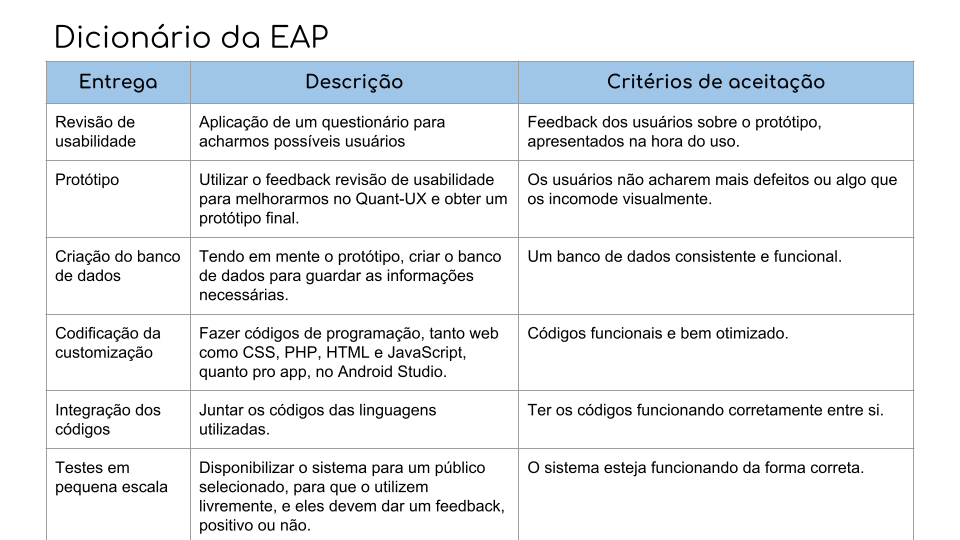 Dicionário da EAP
Entrega
Descrição
Critérios de aceitação
Revisão de
usabilidade
Aplicação de um questionário para
acharmos possíveis usuários
Feedback dos usuários sobre o protótipo,
apresentados na hora do uso.
Protótipo
Utilizar o feedback revisão de usabilidade
para melhorarmos no Quant-UX e obter um
protótipo final.
Os usuários não acharem mais defeitos ou algo que
os incomode visualmente.
Criação do banco
de dados
Tendo em mente o protótipo, criar o banco
de dados para guardar as informações
necessárias.
Um banco de dados consistente e funcional.
Codificação da
customização
Fazer códigos de programação, tanto web
como CSS, PHP, HTML e JavaScript,
quanto pro app, no Android Studio.
Códigos funcionais e bem otimizado.
Integração dos
códigos
Juntar os códigos das linguagens
utilizadas.
Ter os códigos funcionando corretamente entre si.
Testes em
pequena escala
Disponibilizar o sistema para um público
selecionado, para que o utilizem
livremente, e eles devem dar um feedback,
positivo ou não.
O sistema esteja funcionando da forma correta.